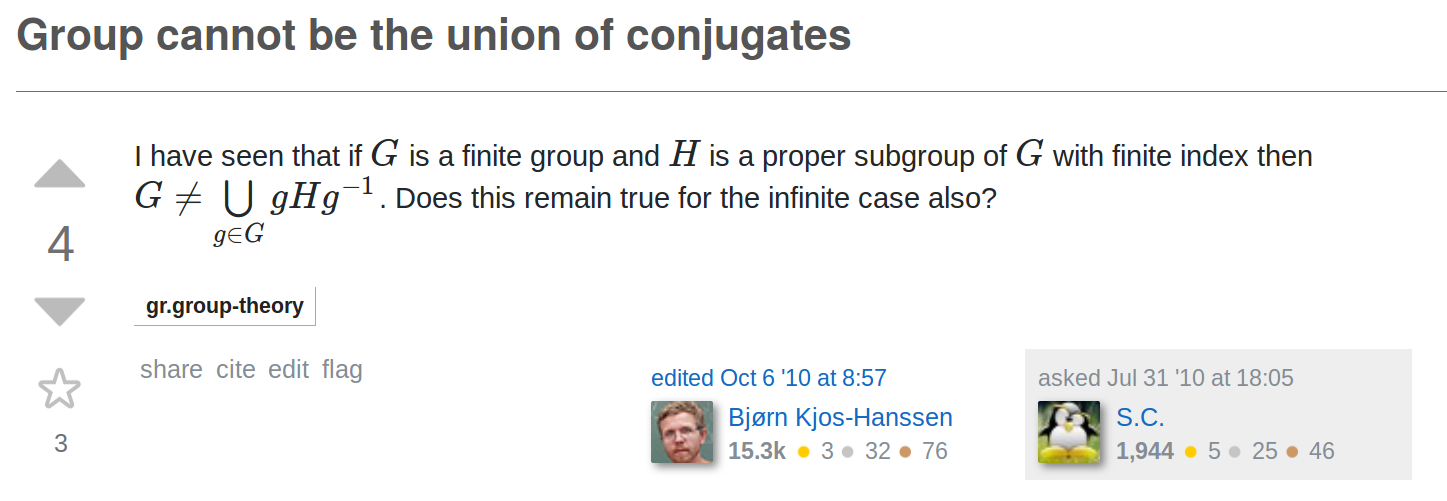 Group cannot be the union of conjugates
I have seen that if G is a finite group and H is a proper subgroup of G with finite index then
G ≠ ⋃ gHg⁻¹. Does this remain true for the infinite case also?
g∈G
4
gr.group-theory
share cite edit flag
3
edited Oct 6 '10 at 8:57
Bjørn Kjos-Hanssen
15.3k ● 3 ● 32 ● 76
asked Jul 31 '10 at 18:05
S.C.
1,944 ● 5 ● 25 ● 46